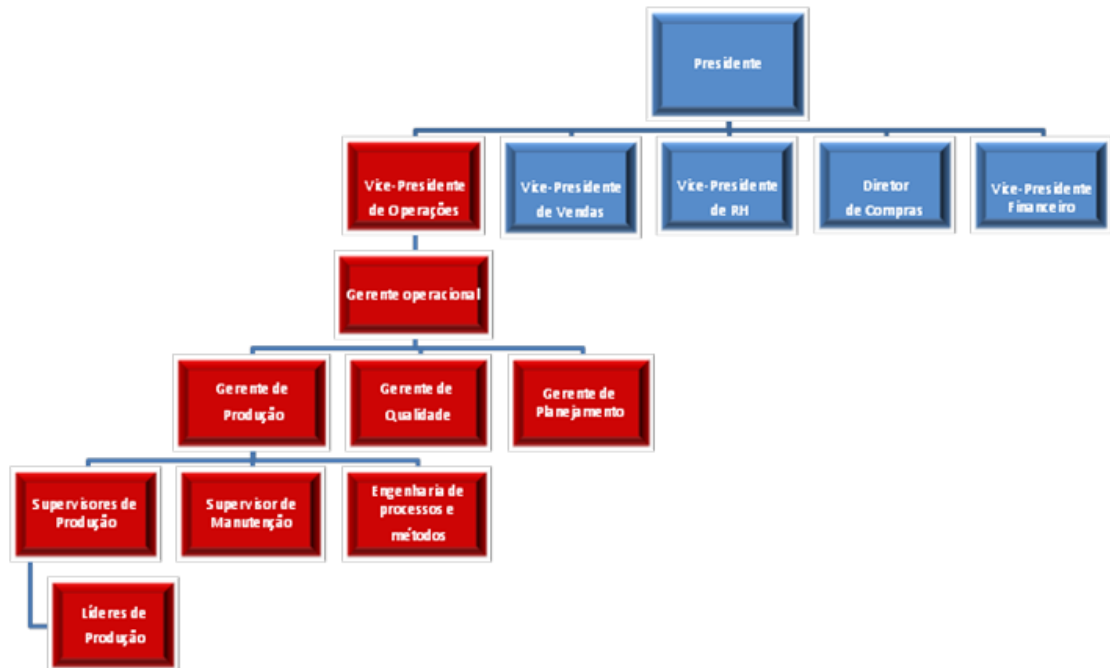 Presidente
Vice-Presidente
de Operações
Vice-Presidente
de Vendas
Vice-Presidente
de RH
Diretor
de Compras
Vice-Presidente
Financeiro
Gerente operacional
Gerente de
Produção
Gerente de
Qualidade
Gerente de
Planejamento
Supervisores de
Produção
Supervisor de
Manutenção
Engenharia de
processos e
métodos
Líderes de
Produção